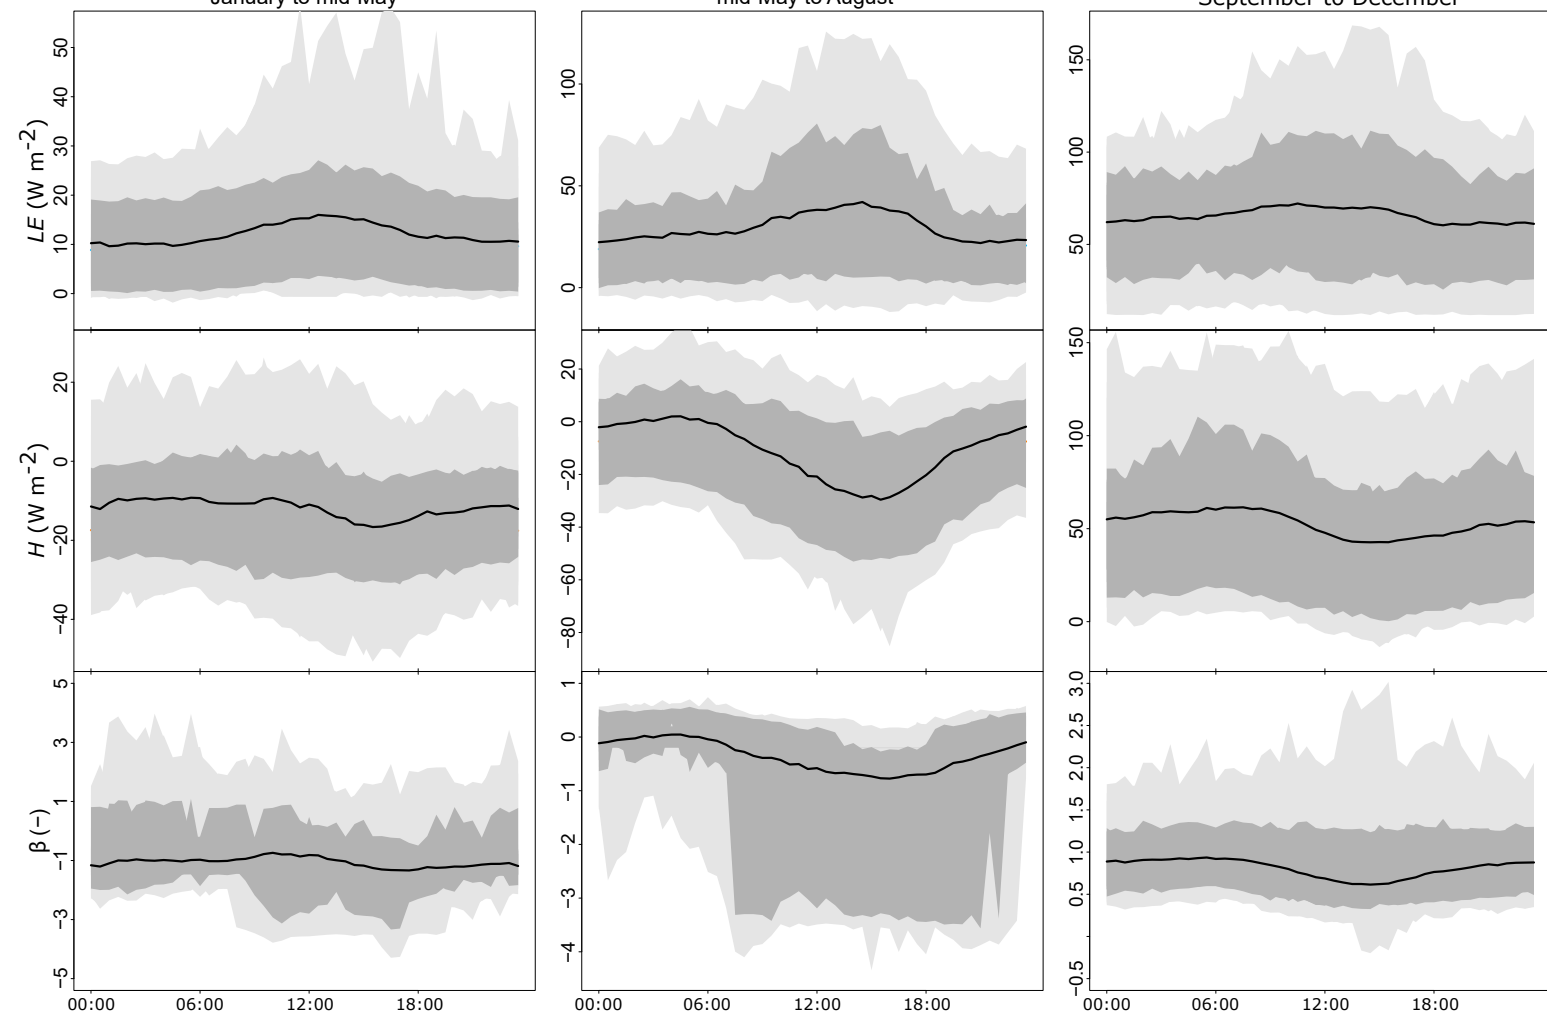 January to mid-May
mid-May to August
September to December
LE (W m⁻²)
0 10 20 30 40 50
0 50 100
50 100 150
H (W m⁻²)
−40 −20 0 20
−80 −60 −40 −20 0 20
0 50 100 150
β (−)
−5 −3 −1 1 3 5
−4 −3 −2 −1 0 1
−0.5 0.5 1.0 1.5 2.0 2.5 3.0
00:00 06:00 12:00 18:00
00:00 06:00 12:00 18:00
00:00 06:00 12:00 18:00